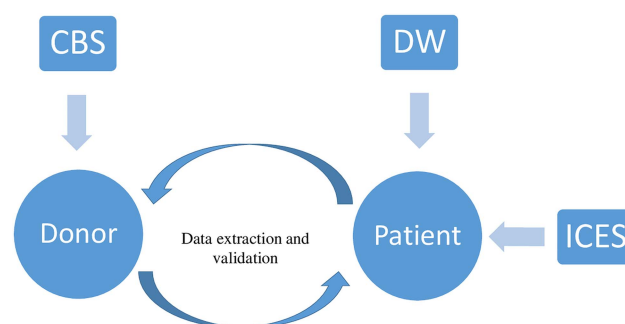 CBS
DW
Donor
Data extraction and
validation
Patient
ICES